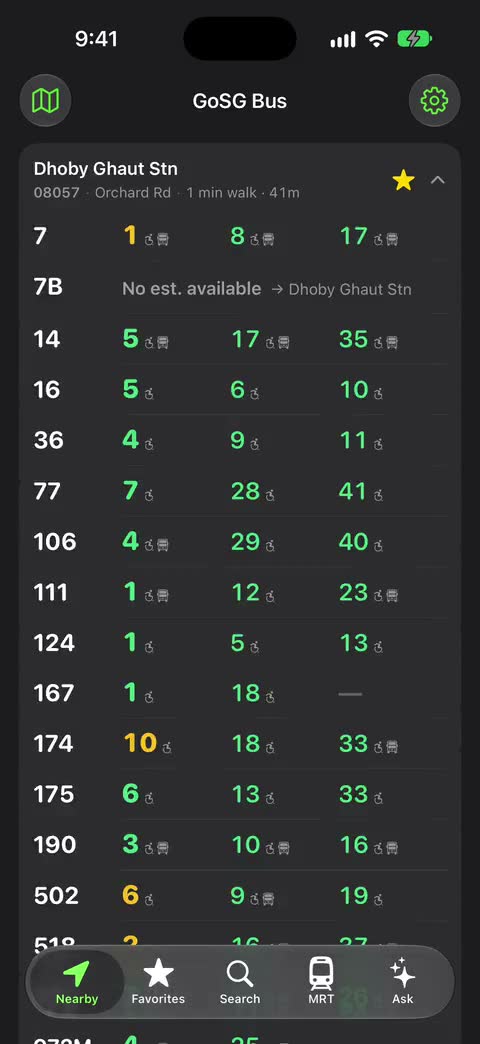 9:41
GoSG Bus
Dhoby Ghaut Stn
08057 · Orchard Rd · 1 min walk · 41m
7 1 8 17
7B No est. available → Dhoby Ghaut Stn
14 5 17 35
16 5 6 10
36 4 9 11
77 7 28 41
106 4 29 40
111 1 12 23
124 1 5 13
167 1 18 —
174 10 18 33
175 6 13 33
190 3 10 16
502 6 9 19
518 2 16 27
Nearby Favorites Search MRT Ask